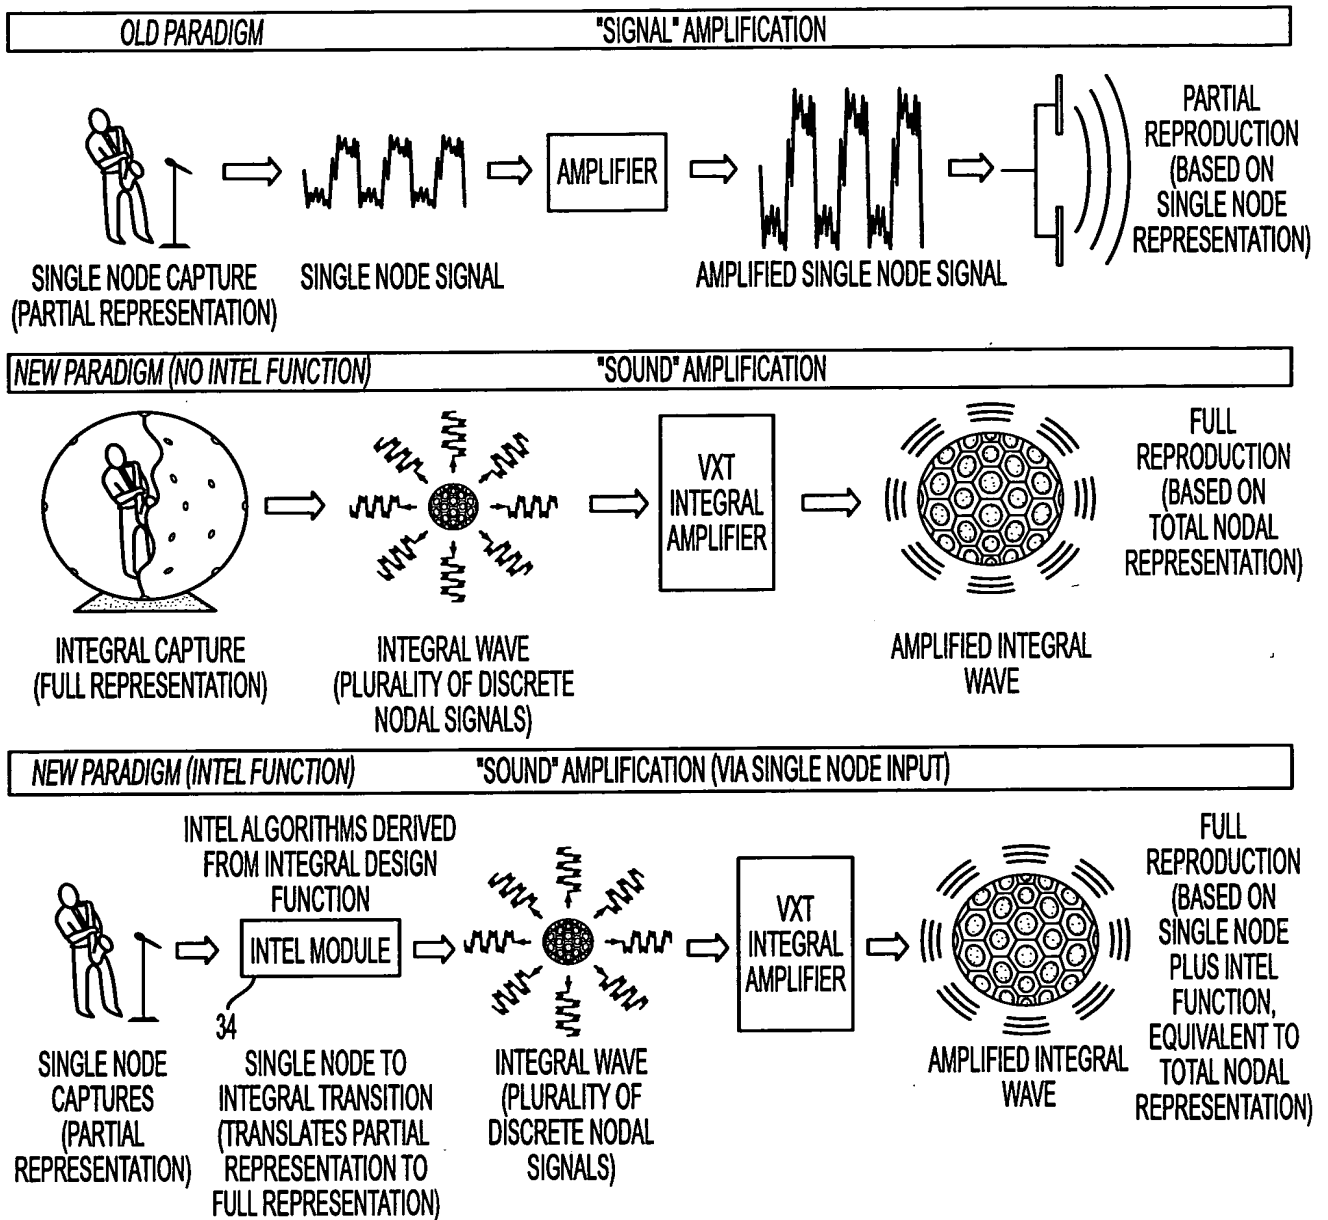 OLD PARADIGM
"SIGNAL" AMPLIFICATION
SINGLE NODE CAPTURE
(PARTIAL REPRESENTATION)
SINGLE NODE SIGNAL
AMPLIFIER
AMPLIFIED SINGLE NODE SIGNAL
PARTIAL
REPRODUCTION
(BASED ON
SINGLE NODE
REPRESENTATION)
NEW PARADIGM (NO INTEL FUNCTION)
"SOUND" AMPLIFICATION
INTEGRAL CAPTURE
(FULL REPRESENTATION)
INTEGRAL WAVE
(PLURALITY OF DISCRETE
NODAL SIGNALS)
VXT
INTEGRAL
AMPLIFIER
AMPLIFIED INTEGRAL
WAVE
FULL
REPRODUCTION
(BASED ON
TOTAL NODAL
REPRESENTATION)
NEW PARADIGM (INTEL FUNCTION)
"SOUND" AMPLIFICATION (VIA SINGLE NODE INPUT)
SINGLE NODE
CAPTURES
(PARTIAL
REPRESENTATION)
INTEL ALGORITHMS DERIVED
FROM INTEGRAL DESIGN
FUNCTION
INTEL MODULE
34
SINGLE NODE TO
INTEGRAL TRANSITION
(TRANSLATES PARTIAL
REPRESENTATION TO
FULL REPRESENTATION)
INTEGRAL WAVE
(PLURALITY OF
DISCRETE NODAL
SIGNALS)
VXT
INTEGRAL
AMPLIFIER
AMPLIFIED INTEGRAL
WAVE
FULL
REPRODUCTION
(BASED ON
SINGLE NODE
PLUS INTEL
FUNCTION,
EQUIVALENT TO
TOTAL NODAL
REPRESENTATION)